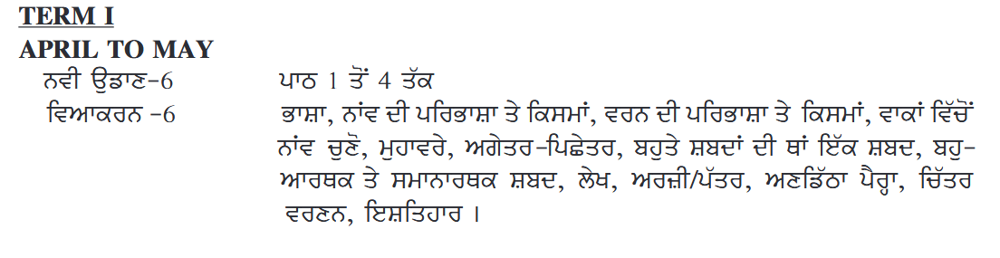 TERM I
APRIL TO MAY
ਨਵੀ ਉਡਾਣ-6 ਪਾਠ 1 ਤੋਂ 4 ਤੱਕ
ਵਿਆਕਰਨ -6 ਭਾਸ਼ਾ, ਨਾਂਵ ਦੀ ਪਰਿਭਾਸ਼ਾ ਤੇ ਕਿਸਮਾਂ, ਵਰਨ ਦੀ ਪਰਿਭਾਸ਼ਾ ਤੇ ਕਿਸਮਾਂ, ਵਾਕਾਂ ਵਿੱਚੋਂ
ਨਾਂਵ ਚੁਣੋ, ਮੁਹਾਵਰੇ, ਅਗੇਤਰ-ਪਿਛੇਤਰ, ਬਹੁਤੇ ਸ਼ਬਦਾਂ ਦੀ ਥਾਂ ਇੱਕ ਸ਼ਬਦ, ਬਹੁ-
ਆਰਥਕ ਤੇ ਸਮਾਨਾਰਥਕ ਸ਼ਬਦ, ਲੇਖ, ਅਰਜ਼ੀ/ਪੱਤਰ, ਅਣਡਿੱਠਾ ਪੈਰ੍ਹਾ, ਚਿੱਤਰ
ਵਰਣਨ, ਇਸ਼ਤਿਹਾਰ ।